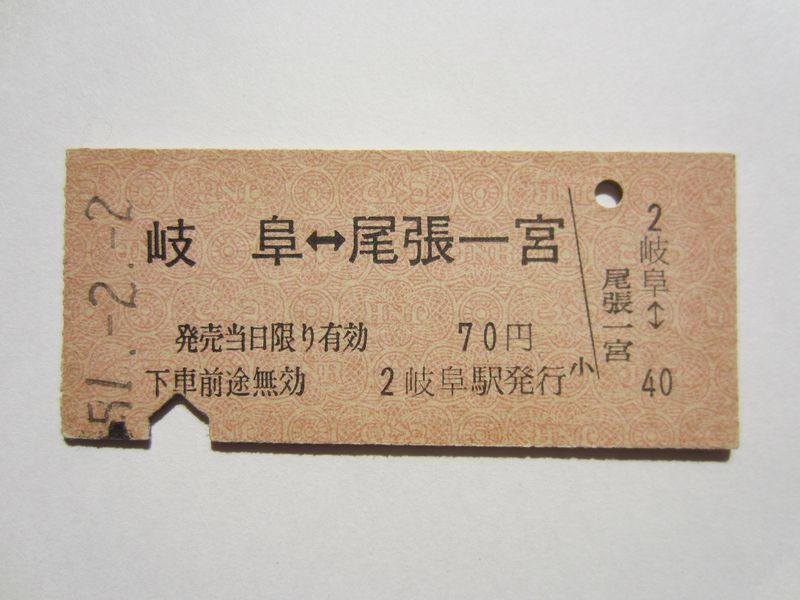 51.-2.-2
岐阜↔尾張一宮
発売当日限り有効 70円
下車前途無効 2岐阜駅発行
小
2岐阜↔
尾張一宮
40